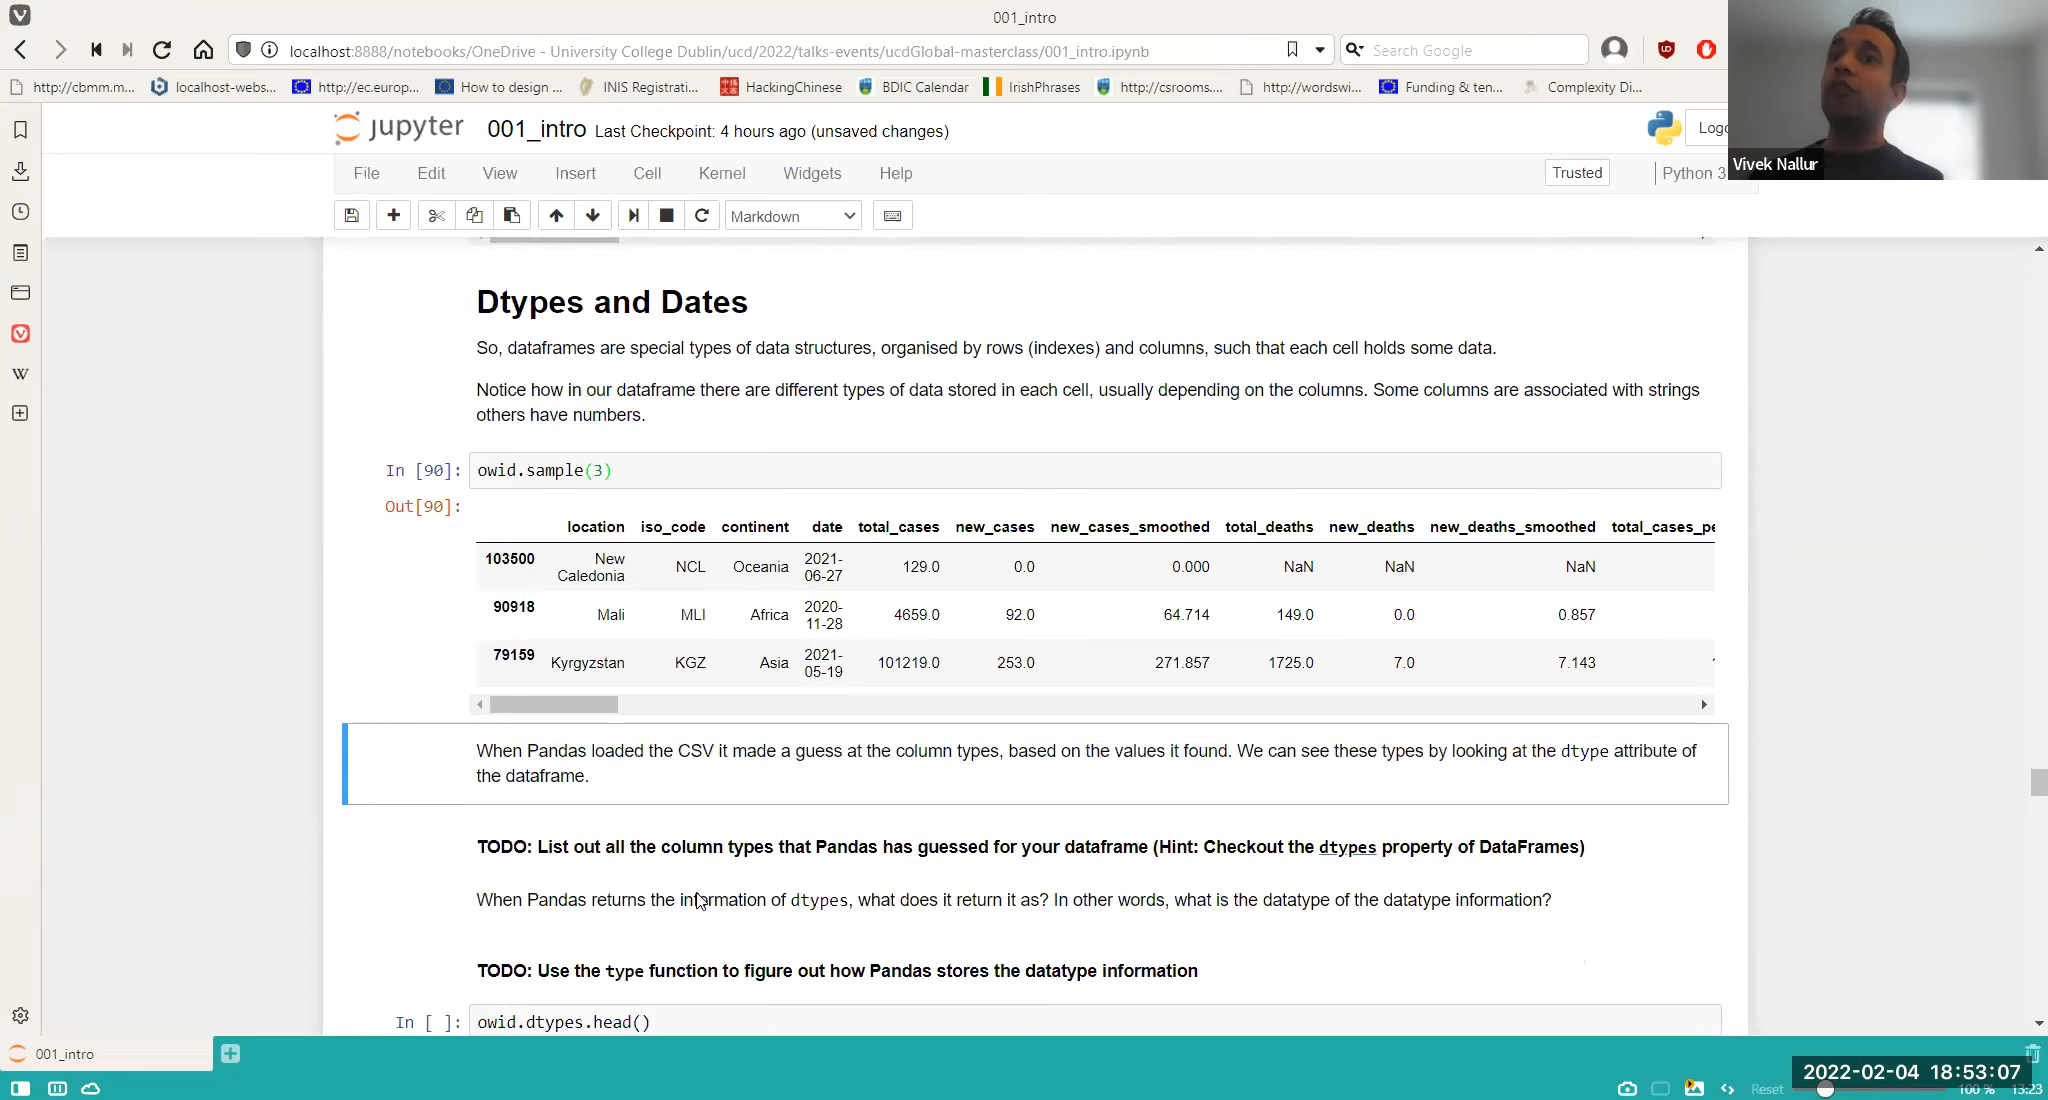 001_intro
localhost:8888/notebooks/OneDrive - University College Dublin/ucd/2022/talks-events/ucdGlobal-masterclass/001_intro.ipynb
Search Google
http://cbmm.m...
localhost-webs...
http://ec.europ...
How to design ...
INIS Registrati...
HackingChinese
BDIC Calendar
IrishPhrases
http://csrooms....
http://wordswi...
Funding & ten...
Complexity Di...
jupyter
001_intro Last Checkpoint: 4 hours ago (unsaved changes)
Logo
Vivek Nallur
File
Edit
View
Insert
Cell
Kernel
Widgets
Help
Trusted
Python 3
Markdown
Dtypes and Dates
So, dataframes are special types of data structures, organised by rows (indexes) and columns, such that each cell holds some data.
Notice how in our dataframe there are different types of data stored in each cell, usually depending on the columns. Some columns are associated with strings
others have numbers.
In [90]: owid.sample(3)
Out[90]:
location iso_code continent date total_cases new_cases new_cases_smoothed total_deaths new_deaths new_deaths_smoothed total_cases_pe
103500 New Caledonia NCL Oceania 2021-06-27 129.0 0.0 0.000 NaN NaN NaN
90918 Mali MLI Africa 2020-11-28 4659.0 92.0 64.714 149.0 0.0 0.857
79159 Kyrgyzstan KGZ Asia 2021-05-19 101219.0 253.0 271.857 1725.0 7.0 7.143
When Pandas loaded the CSV it made a guess at the column types, based on the values it found. We can see these types by looking at the dtype attribute of
the dataframe.
TODO: List out all the column types that Pandas has guessed for your dataframe (Hint: Checkout the dtypes property of DataFrames)
When Pandas returns the information of dtypes, what does it return it as? In other words, what is the datatype of the datatype information?
TODO: Use the type function to figure out how Pandas stores the datatype information
In [ ]: owid.dtypes.head()
001_intro
2022-02-04 18:53:07
Reset
100 %
13:23